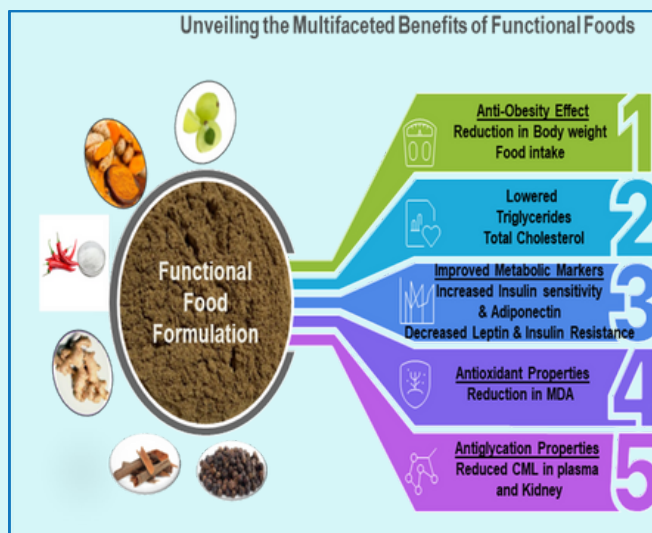 Unveiling the Multifaceted Benefits of Functional Foods
Functional
Food
Formulation
Anti-Obesity Effect
Reduction in Body weight
Food intake
1
Lowered
Triglycerides
Total Cholesterol
2
Improved Metabolic Markers
Increased Insulin sensitivity
& Adiponectin
Decreased Leptin & Insulin Resistance
3
Antioxidant Properties
Reduction in MDA
4
Antiglycation Properties
Reduced CML in plasma
and Kidney
5